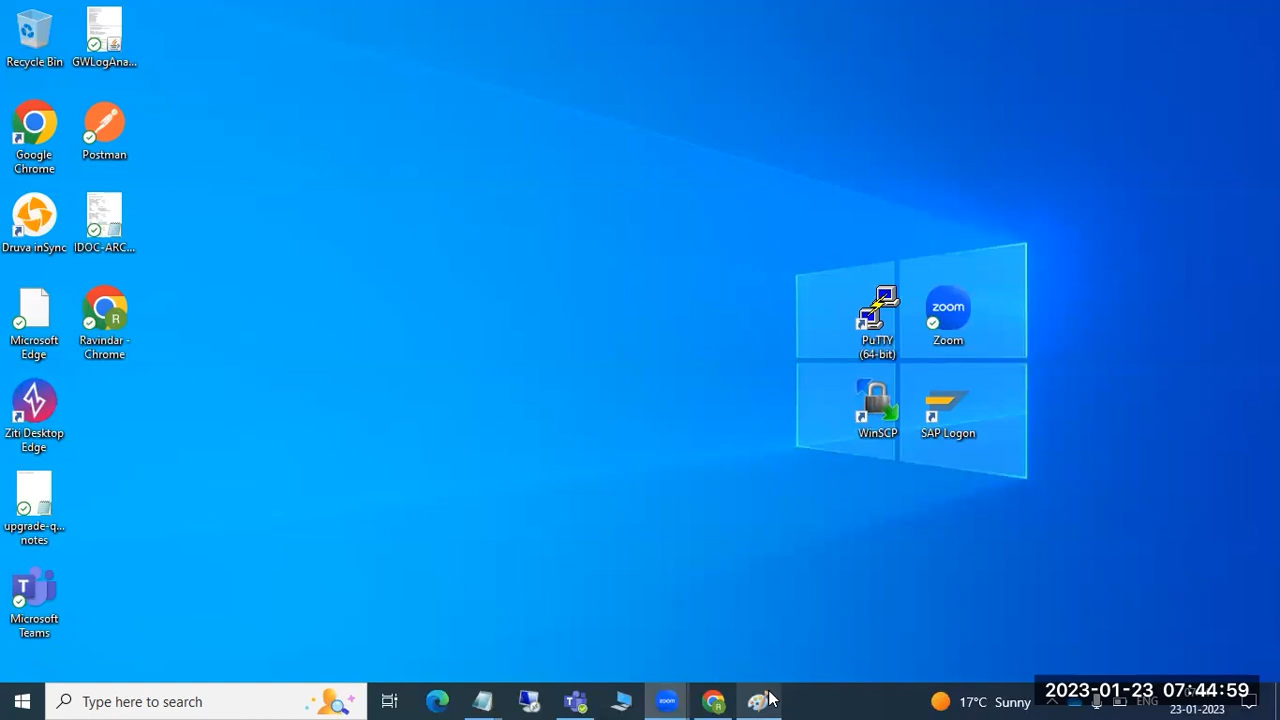 Recycle Bin
GWLogAna...
Google
Chrome
Postman
Druva inSync
IDOC-ARC...
Microsoft
Edge
R
Ravindar -
Chrome
Ziti Desktop
Edge
upgrade-q...
notes
T
Microsoft
Teams
PuTTY
(64-bit)
zoom
Zoom
WinSCP
SAP Logon
Type here to search
zoom
R
17°C Sunny
ENG
2023-01-23 07:44:59
23-01-2023